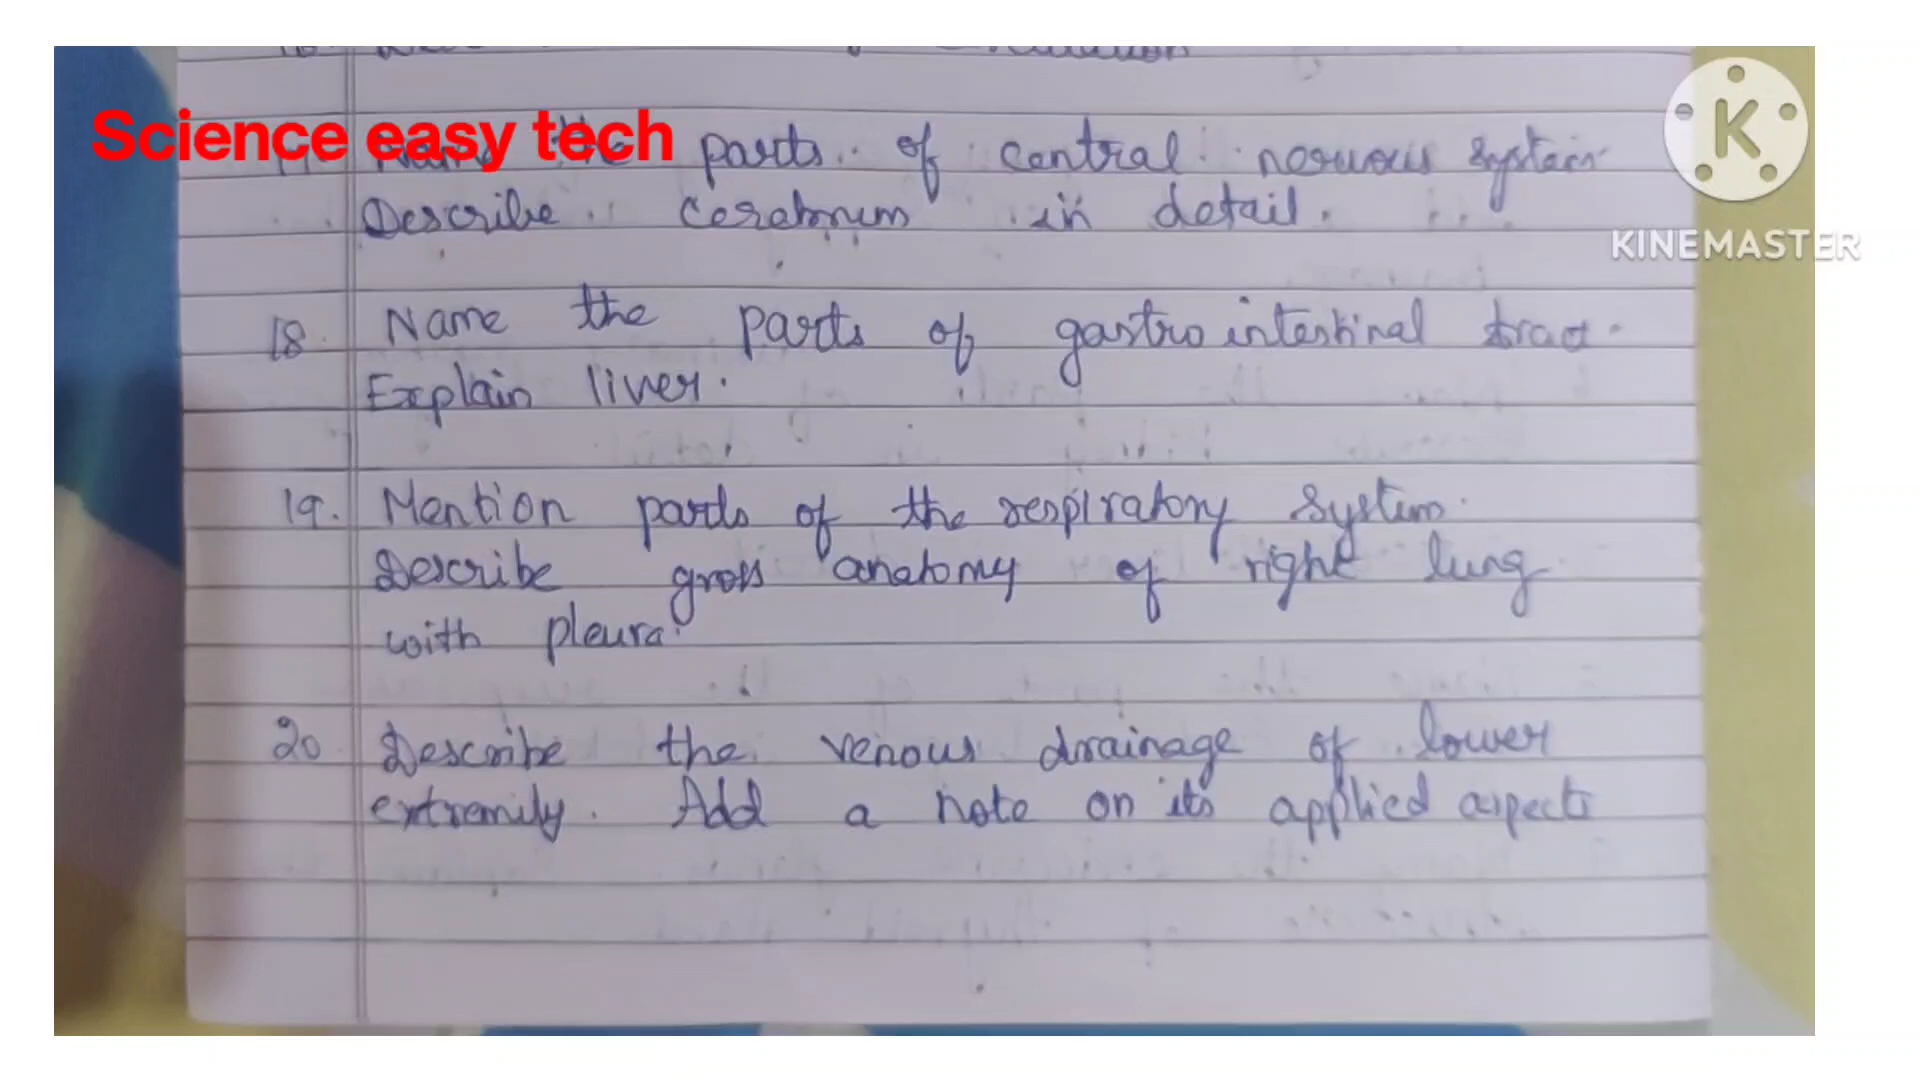 Science easy tech
the parts of central nervous system
Describe Cerebrum in detail.
K
KINEMASTER
18. Name the parts of gastro intestinal tract.
Explain liver.
19. Mention parts of the respiratory system.
Describe gross anatomy of right lung
with pleura.
20 Describe the venous drainage of lower
extremity. Add a note on its applied aspects